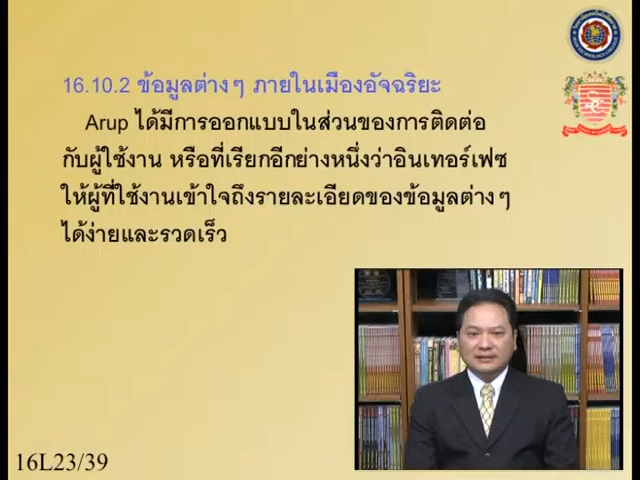 16.10.2 ข้อมูลต่างๆ ภายในเมืองอัจฉริยะ
Arup ได้มีการออกแบบในส่วนของการติดต่อ
กับผู้ใช้งาน หรือที่เรียกอีกอย่างหนึ่งว่าอินเทอร์เฟซ
ให้ผู้ที่ใช้งานเข้าใจถึงรายละเอียดของข้อมูลต่างๆ
ได้ง่ายและรวดเร็ว
16L23/39